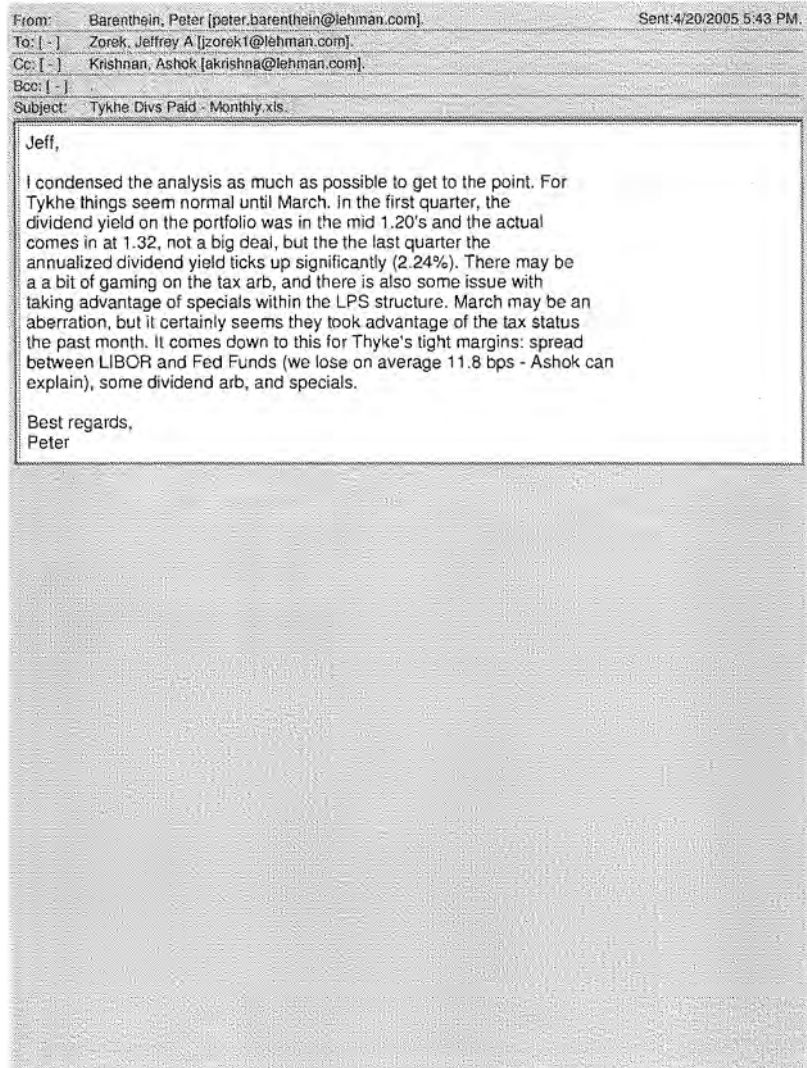 From: Barenthein, Peter [peter.barenthein@lehman.com]. Sent:4/20/2005 5:43 PM.
To: [ - ] Zorek, Jeffrey A [jzorek1@lehman.com].
Cc: [ - ] Krishnan, Ashok [akrishna@lehman.com].
Bcc: [ - ] .
Subject: Tykhe Divs Paid - Monthly.xls.
Jeff,
I condensed the analysis as much as possible to get to the point. For
Tykhe things seem normal until March. In the first quarter, the
dividend yield on the portfolio was in the mid 1.20's and the actual
comes in at 1.32, not a big deal, but the the last quarter the
annualized dividend yield ticks up significantly (2.24%). There may be
a a bit of gaming on the tax arb, and there is also some issue with
taking advantage of specials within the LPS structure. March may be an
aberration, but it certainly seems they took advantage of the tax status
the past month. It comes down to this for Thyke's tight margins: spread
between LIBOR and Fed Funds (we lose on average 11.8 bps - Ashok can
explain), some dividend arb, and specials.
Best regards,
Peter